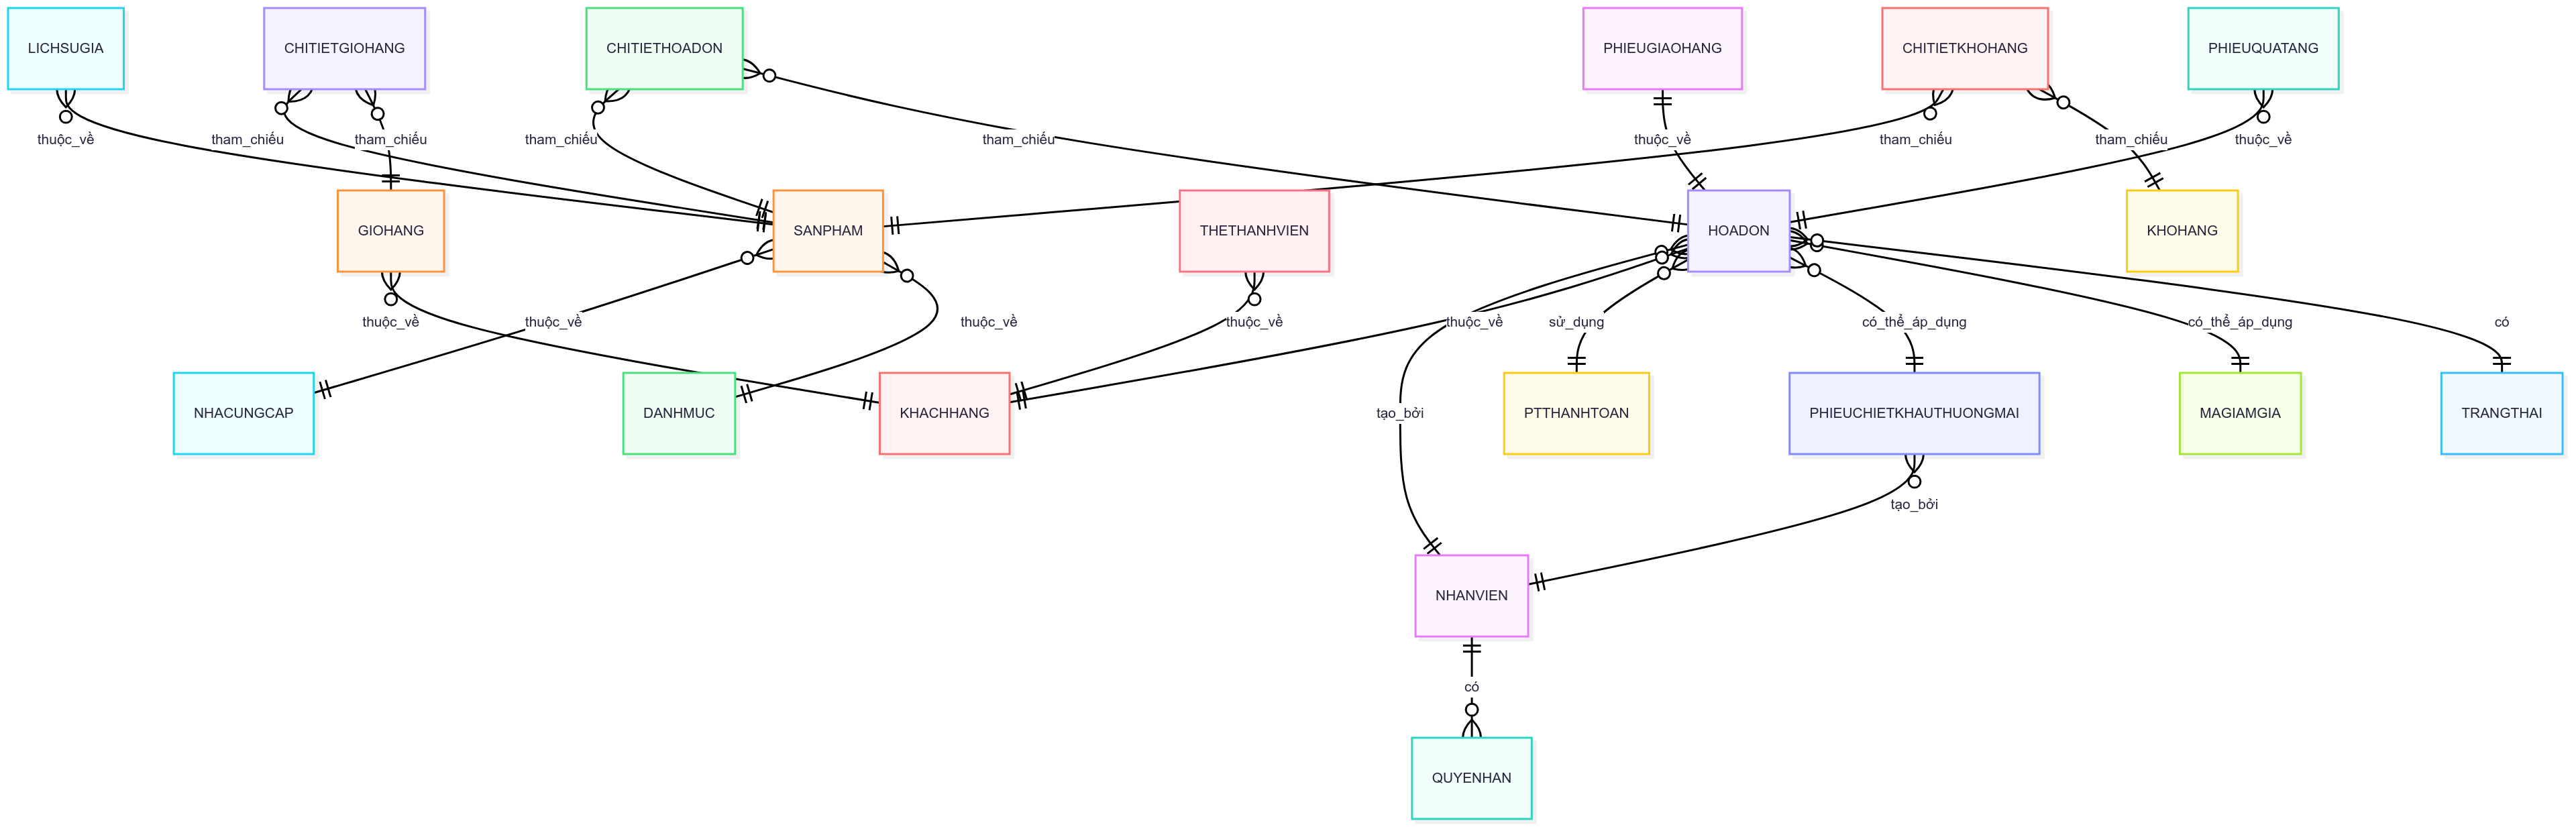 LICHSUGIA
CHITIETGIOHANG
CHITIETHOADON
PHIEUGIAOHANG
CHITIETKHOHANG
PHIEUQUATANG
thuộc_về
tham_chiếu
tham_chiếu
tham_chiếu
tham_chiếu
thuộc_về
tham_chiếu
tham_chiếu
thuộc_về
GIOHANG
SANPHAM
THETHANHVIEN
HOADON
KHOHANG
thuộc_về
thuộc_về
thuộc_về
thuộc_về
thuộc_về
sử_dụng
có_thể_áp_dụng
có_thể_áp_dụng
có
NHACUNGCAP
DANHMUC
KHACHHANG
tạo_bởi
PTTHANHTOAN
PHIEUCHIETKHAUTHUONGMAI
MAGIAMGIA
TRANGTHAI
tạo_bởi
NHANVIEN
có
QUYENHAN